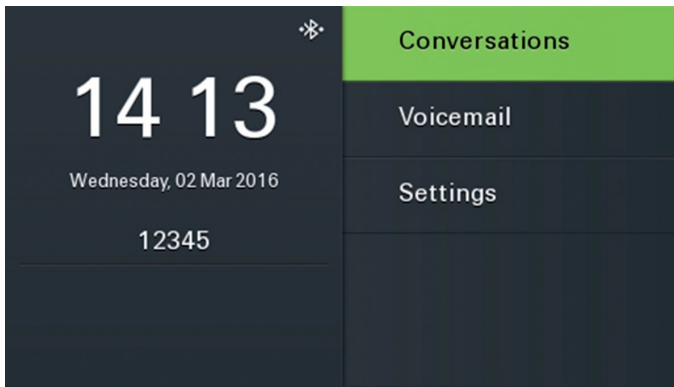 14 13
Wednesday, 02 Mar 2016
12345
Conversations
Voicemail
Settings